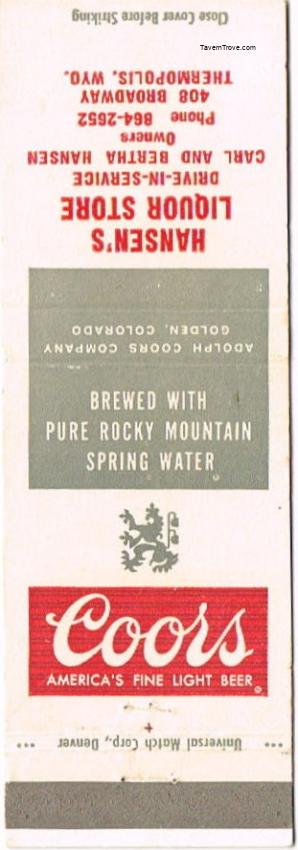 TavernTrove.com
Close Cover Before Striking
HANSEN'S
LIQUOR STORE
DRIVE-IN-SERVICE
CARL AND BERTHA HANSEN
Owners
Phone 864-2652
408 BROADWAY
THERMOPOLIS, WYO.
ADOLPH COORS COMPANY
GOLDEN, COLORADO
BREWED WITH
PURE ROCKY MOUNTAIN
SPRING WATER
Coors
AMERICA'S FINE LIGHT BEER
Universal Match Corp., Denver